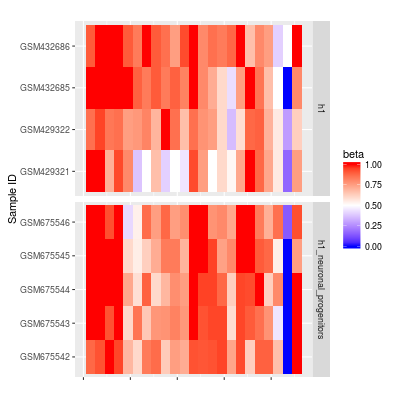 GSM432686
GSM432685
GSM429322
GSM429321
GSM675546
GSM675545
GSM675544
GSM675543
GSM675542
Sample ID
h1
h1_neuronal_progenitors
beta
1.00
0.75
0.50
0.25
0.00